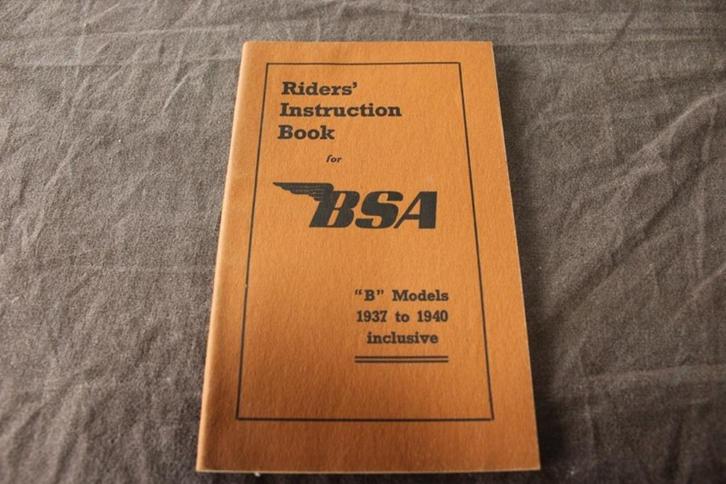 Riders’
Instruction
Book
for
BSA
“B” Models
1937 to 1940
inclusive